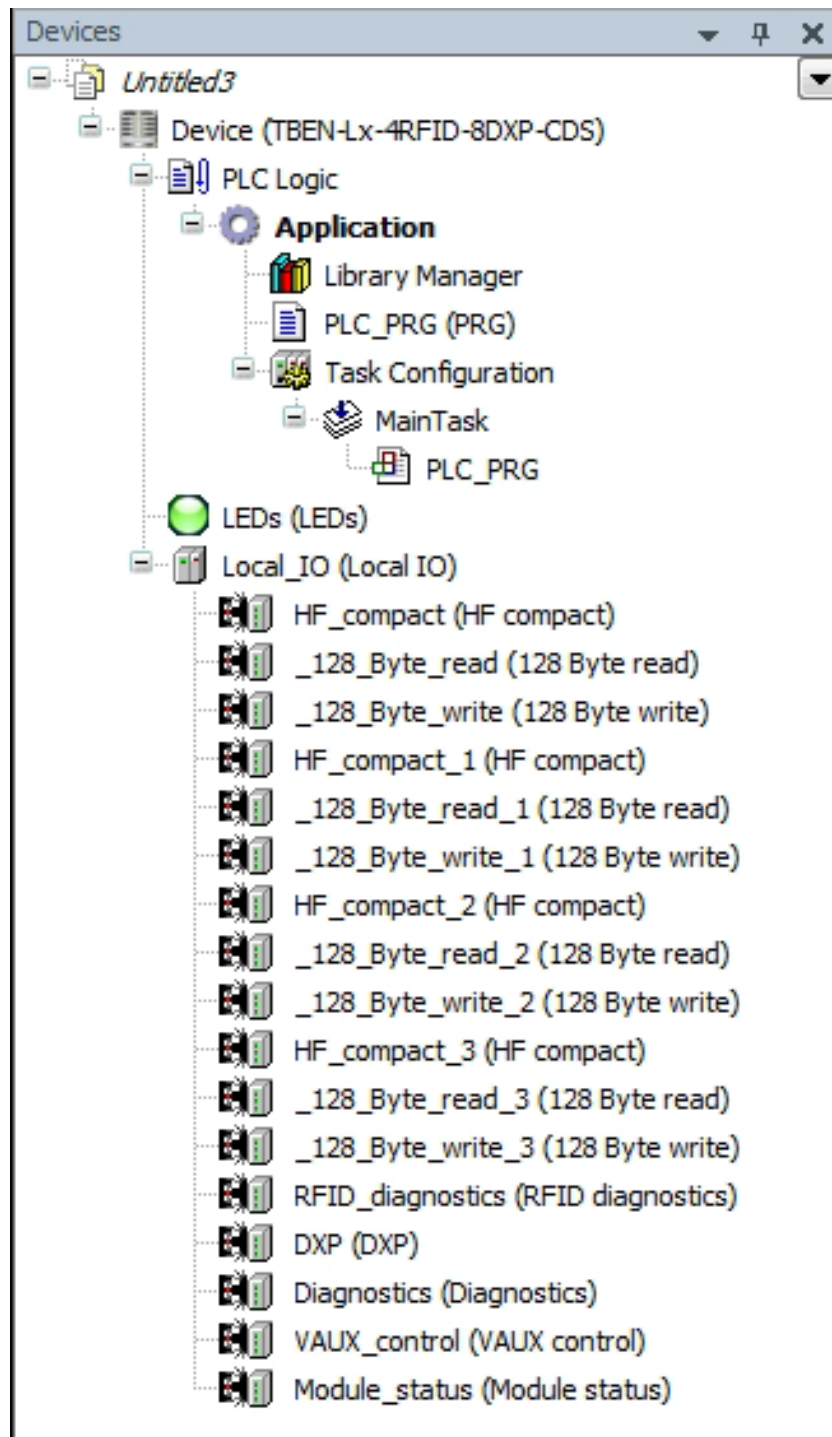 Devices
Untitled3
Device (TBEN-Lx-4RFID-8DXP-CDS)
PLC Logic
Application
Library Manager
PLC_PRG (PRG)
Task Configuration
MainTask
PLC_PRG
LEDs (LEDs)
Local_IO (Local IO)
HF_compact (HF compact)
_128_Byte_read (128 Byte read)
_128_Byte_write (128 Byte write)
HF_compact_1 (HF compact)
_128_Byte_read_1 (128 Byte read)
_128_Byte_write_1 (128 Byte write)
HF_compact_2 (HF compact)
_128_Byte_read_2 (128 Byte read)
_128_Byte_write_2 (128 Byte write)
HF_compact_3 (HF compact)
_128_Byte_read_3 (128 Byte read)
_128_Byte_write_3 (128 Byte write)
RFID_diagnostics (RFID diagnostics)
DXP (DXP)
Diagnostics (Diagnostics)
VAUX_control (VAUX control)
Module_status (Module status)